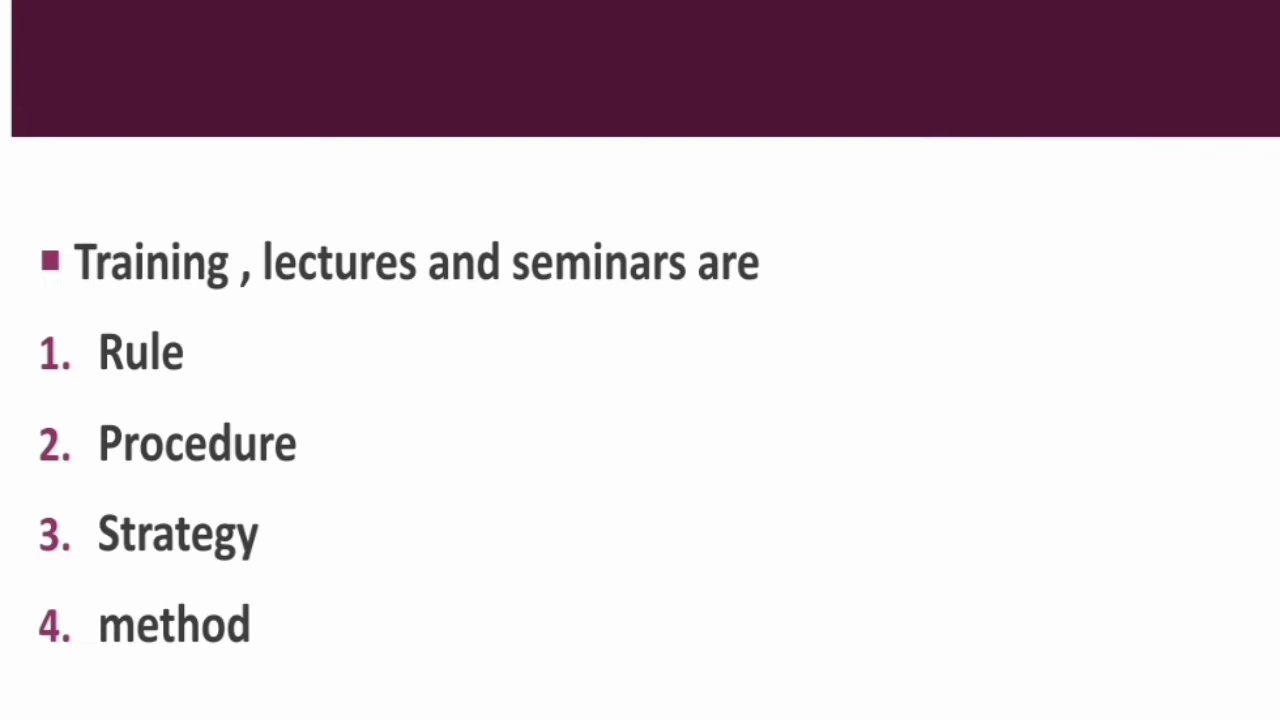 ▪ Training , lectures and seminars are
1. Rule
2. Procedure
3. Strategy
4. method